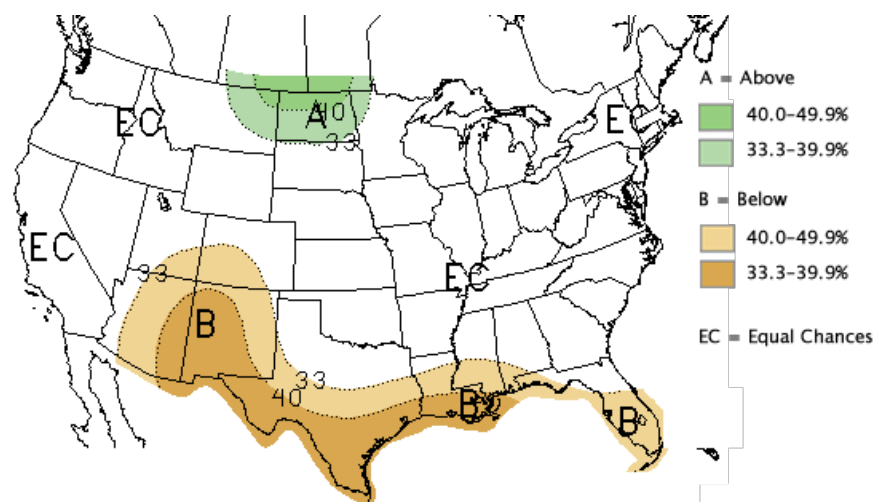 A = Above
40.0-49.9%
33.3-39.9%
B = Below
40.0-49.9%
33.3-39.9%
EC = Equal Chances
A
40
33
EC
EC
EC
33
EC
B
33
40
B
B